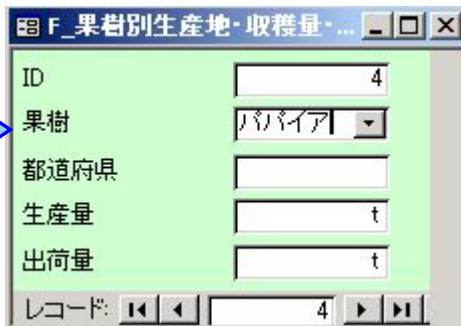 F_果樹別生産地・収穫量・...
ID 4
果樹 パパイア
都道府県
生産量 t
出荷量 t
レコード: 4